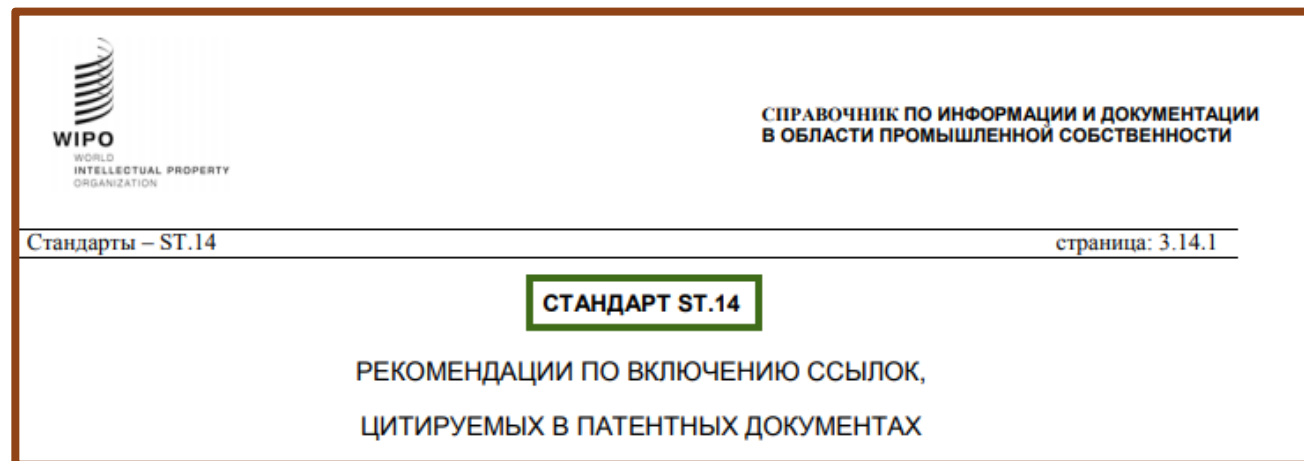 WIPO
WORLD
INTELLECTUAL PROPERTY
ORGANIZATION
СПРАВОЧНИК ПО ИНФОРМАЦИИ И ДОКУМЕНТАЦИИ
В ОБЛАСТИ ПРОМЫШЛЕННОЙ СОБСТВЕННОСТИ
Стандарты – ST.14 страница: 3.14.1
СТАНДАРТ ST.14
РЕКОМЕНДАЦИИ ПО ВКЛЮЧЕНИЮ ССЫЛОК,
ЦИТИРУЕМЫХ В ПАТЕНТНЫХ ДОКУМЕНТАХ